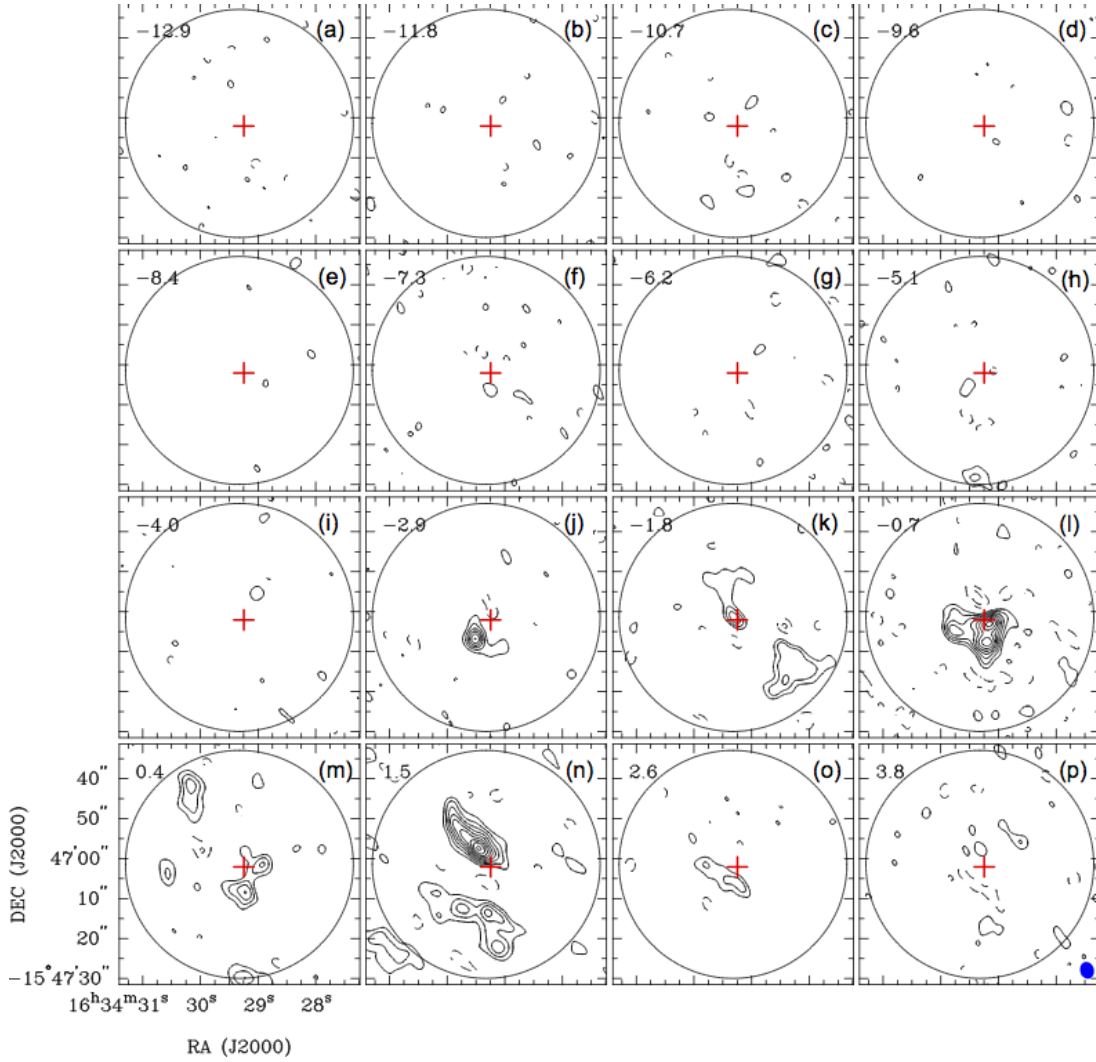 −12.9 (a) −11.8 (b) −10.7 (c) −9.6 (d)
−8.4 (e) −7.3 (f) −6.2 (g) −5.1 (h)
−4.0 (i) −2.9 (j) −1.8 (k) −0.7 (l)
0.4 (m) 1.5 (n) 2.6 (o) 3.8 (p)
40"
50"
47'00"
10"
20"
−15°47'30"
DEC (J2000)
16h34m31s 30s 29s 28s
RA (J2000)